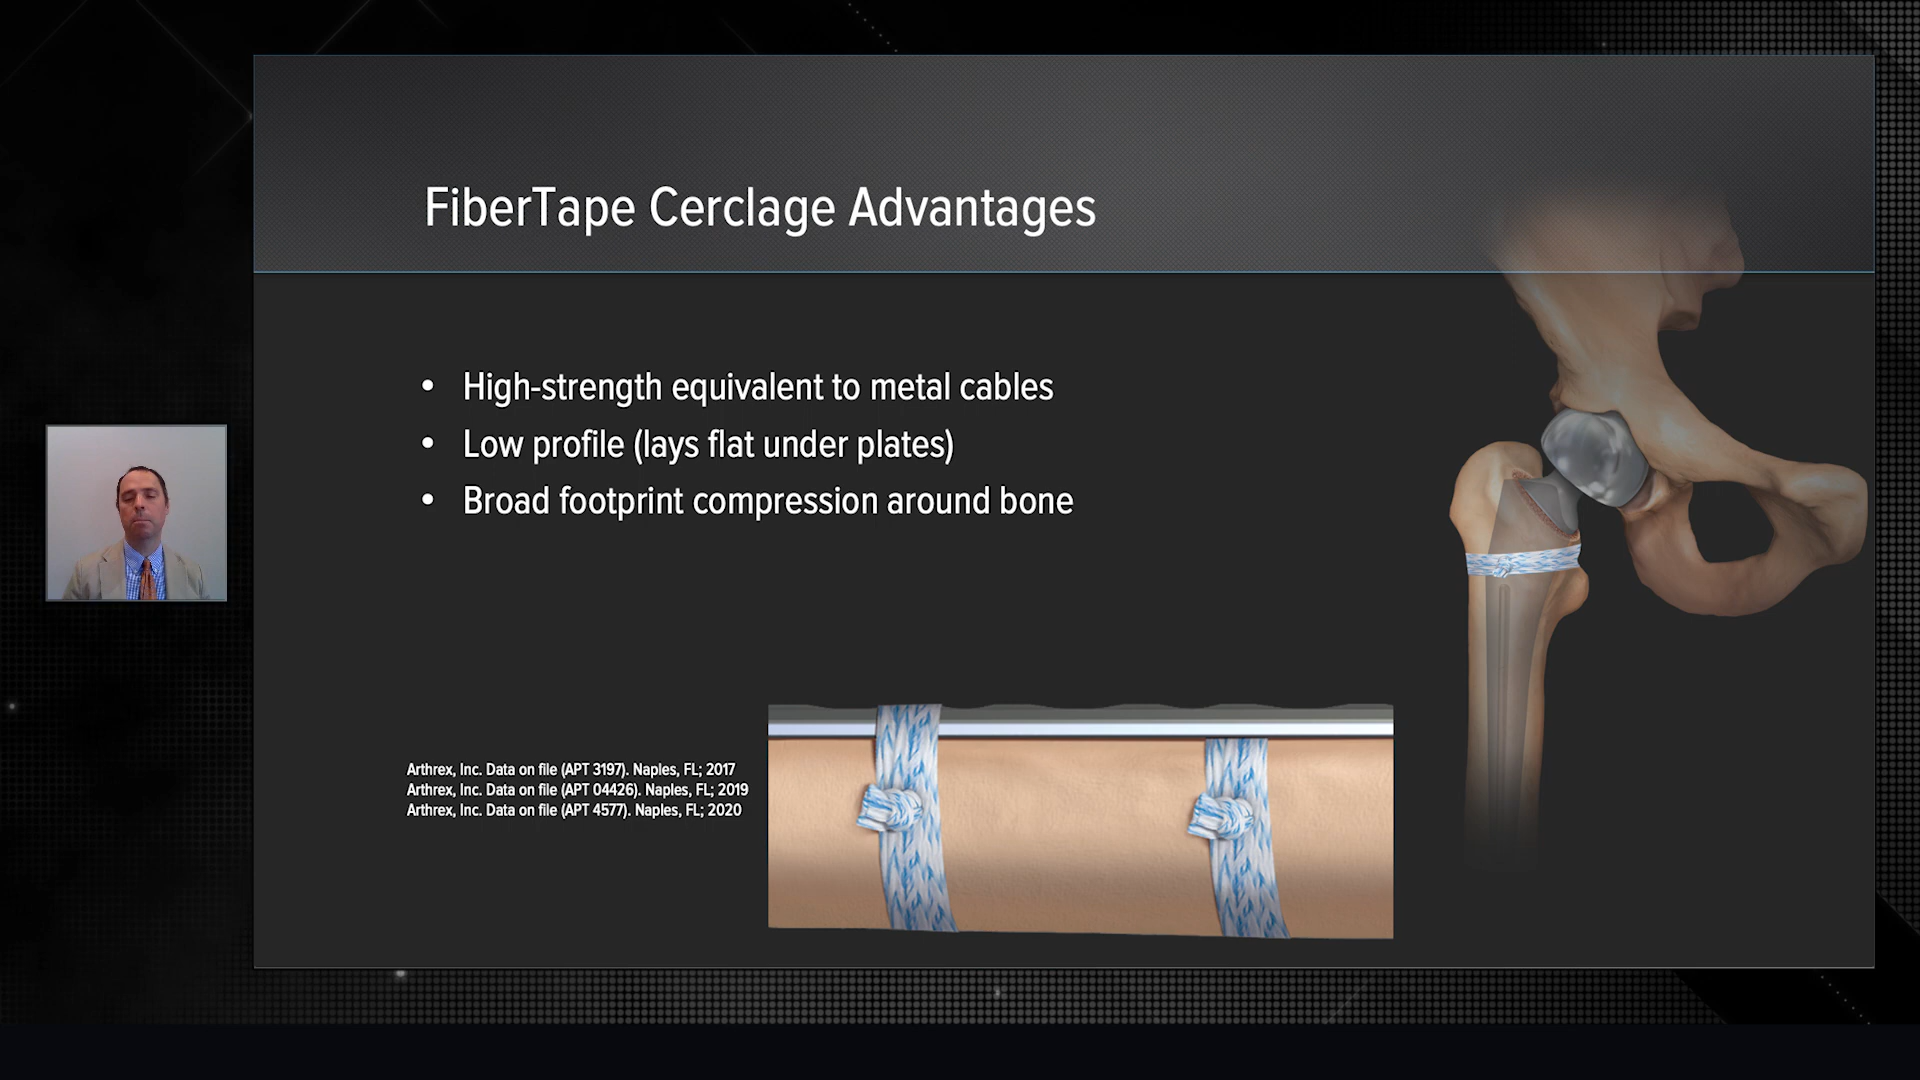 FiberTape Cerclage Advantages
• High-strength equivalent to metal cables
• Low profile (lays flat under plates)
• Broad footprint compression around bone
Arthrex, Inc. Data on file (APT 3197). Naples, FL; 2017
Arthrex, Inc. Data on file (APT 04426). Naples, FL; 2019
Arthrex, Inc. Data on file (APT 4577). Naples, FL; 2020